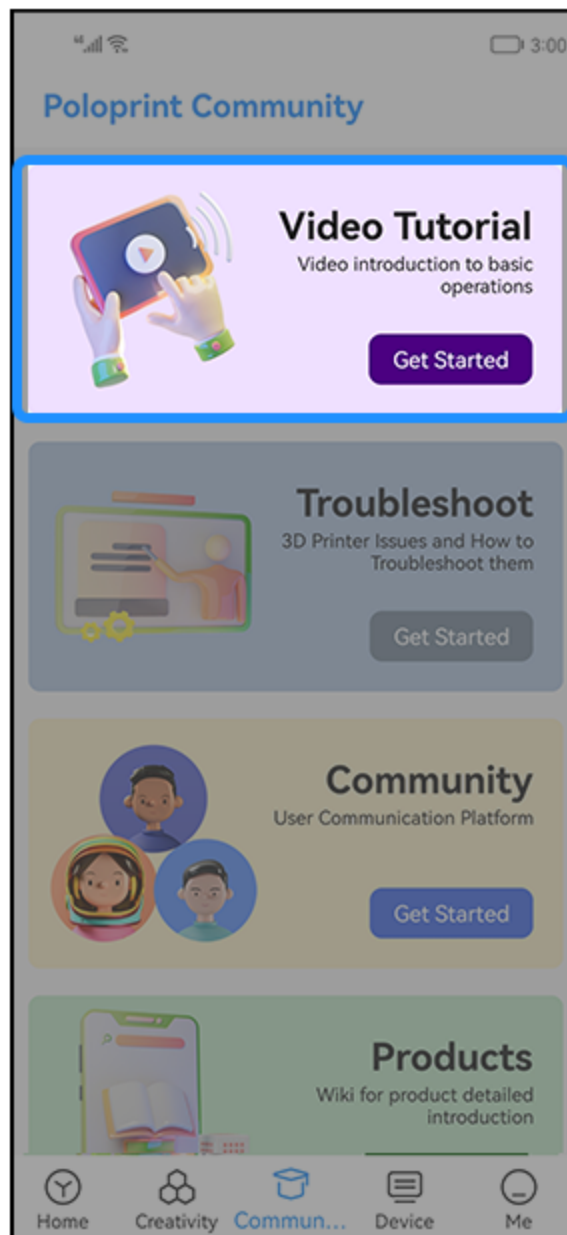 3:00
Poloprint Community
Video Tutorial
Video introduction to basic
operations
Get Started
Troubleshoot
3D Printer Issues and How to
Troubleshoot them
Get Started
Community
User Communication Platform
Get Started
Products
Wiki for product detailed
introduction
Home Creativity Commun... Device Me